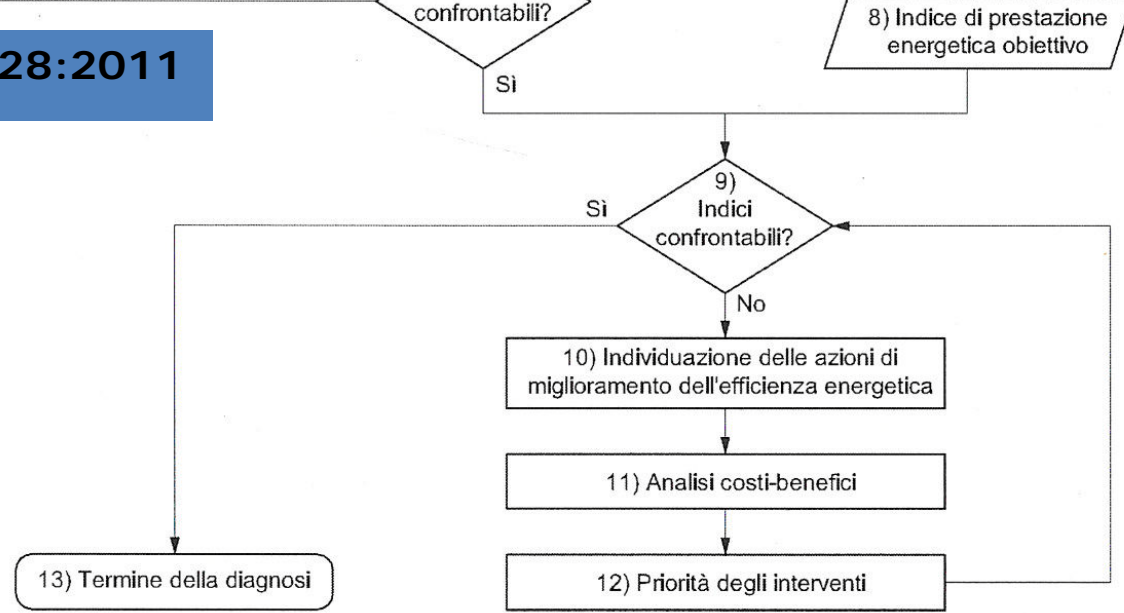 confrontabili?
8) Indice di prestazione
energetica obiettivo
28:2011
Sì
9)
Indici
confrontabili?
Sì
No
10) Individuazione delle azioni di
miglioramento dell'efficienza energetica
11) Analisi costi-benefici
12) Priorità degli interventi
13) Termine della diagnosi